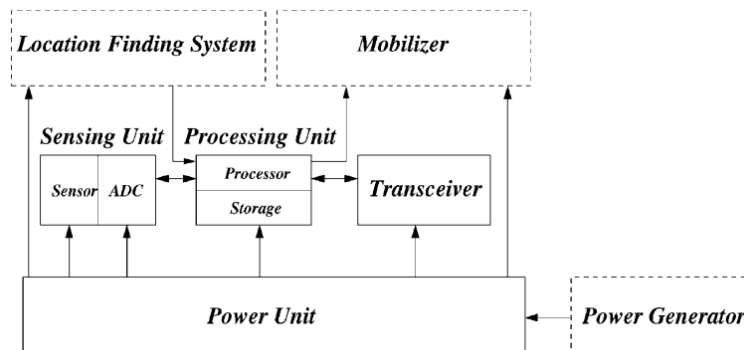 Location Finding System
Mobilizer
Sensing Unit
Processing Unit
Sensor
ADC
Processor
Storage
Transceiver
Power Unit
Power Generator